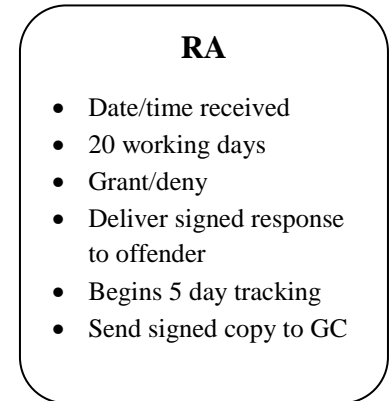 RA
• Date/time received
• 20 working days
• Grant/deny
• Deliver signed response
to offender
• Begins 5 day tracking
• Send signed copy to GC